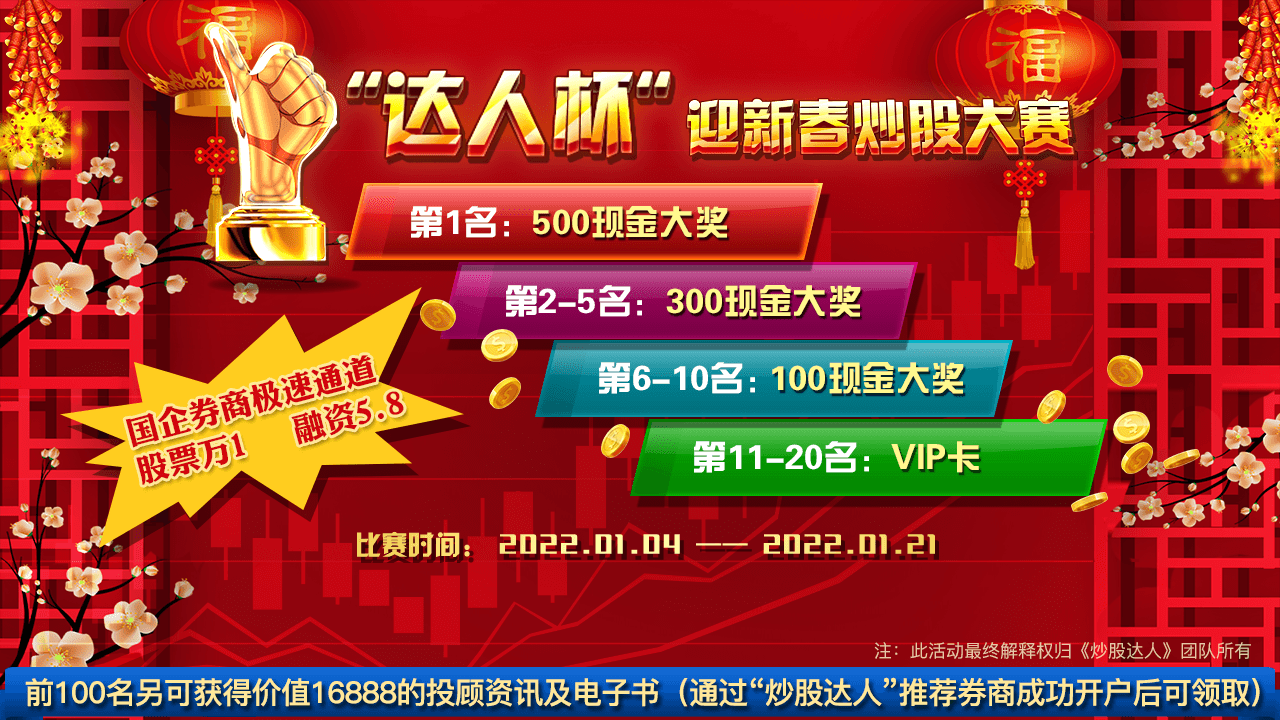 福
福
“达人杯“ 迎新春炒股大赛
第1名：500现金大奖
第2-5名：300现金大奖
第6-10名：100现金大奖
第11-20名：VIP卡
国企券商极速通道
股票万1 融资5.8
比赛时间： 2022.01.04 —— 2022.01.21
注：此活动最终解释权归《炒股达人》团队所有
前100名另可获得价值16888的投顾资讯及电子书（通过“炒股达人”推荐券商成功开户后可领取）